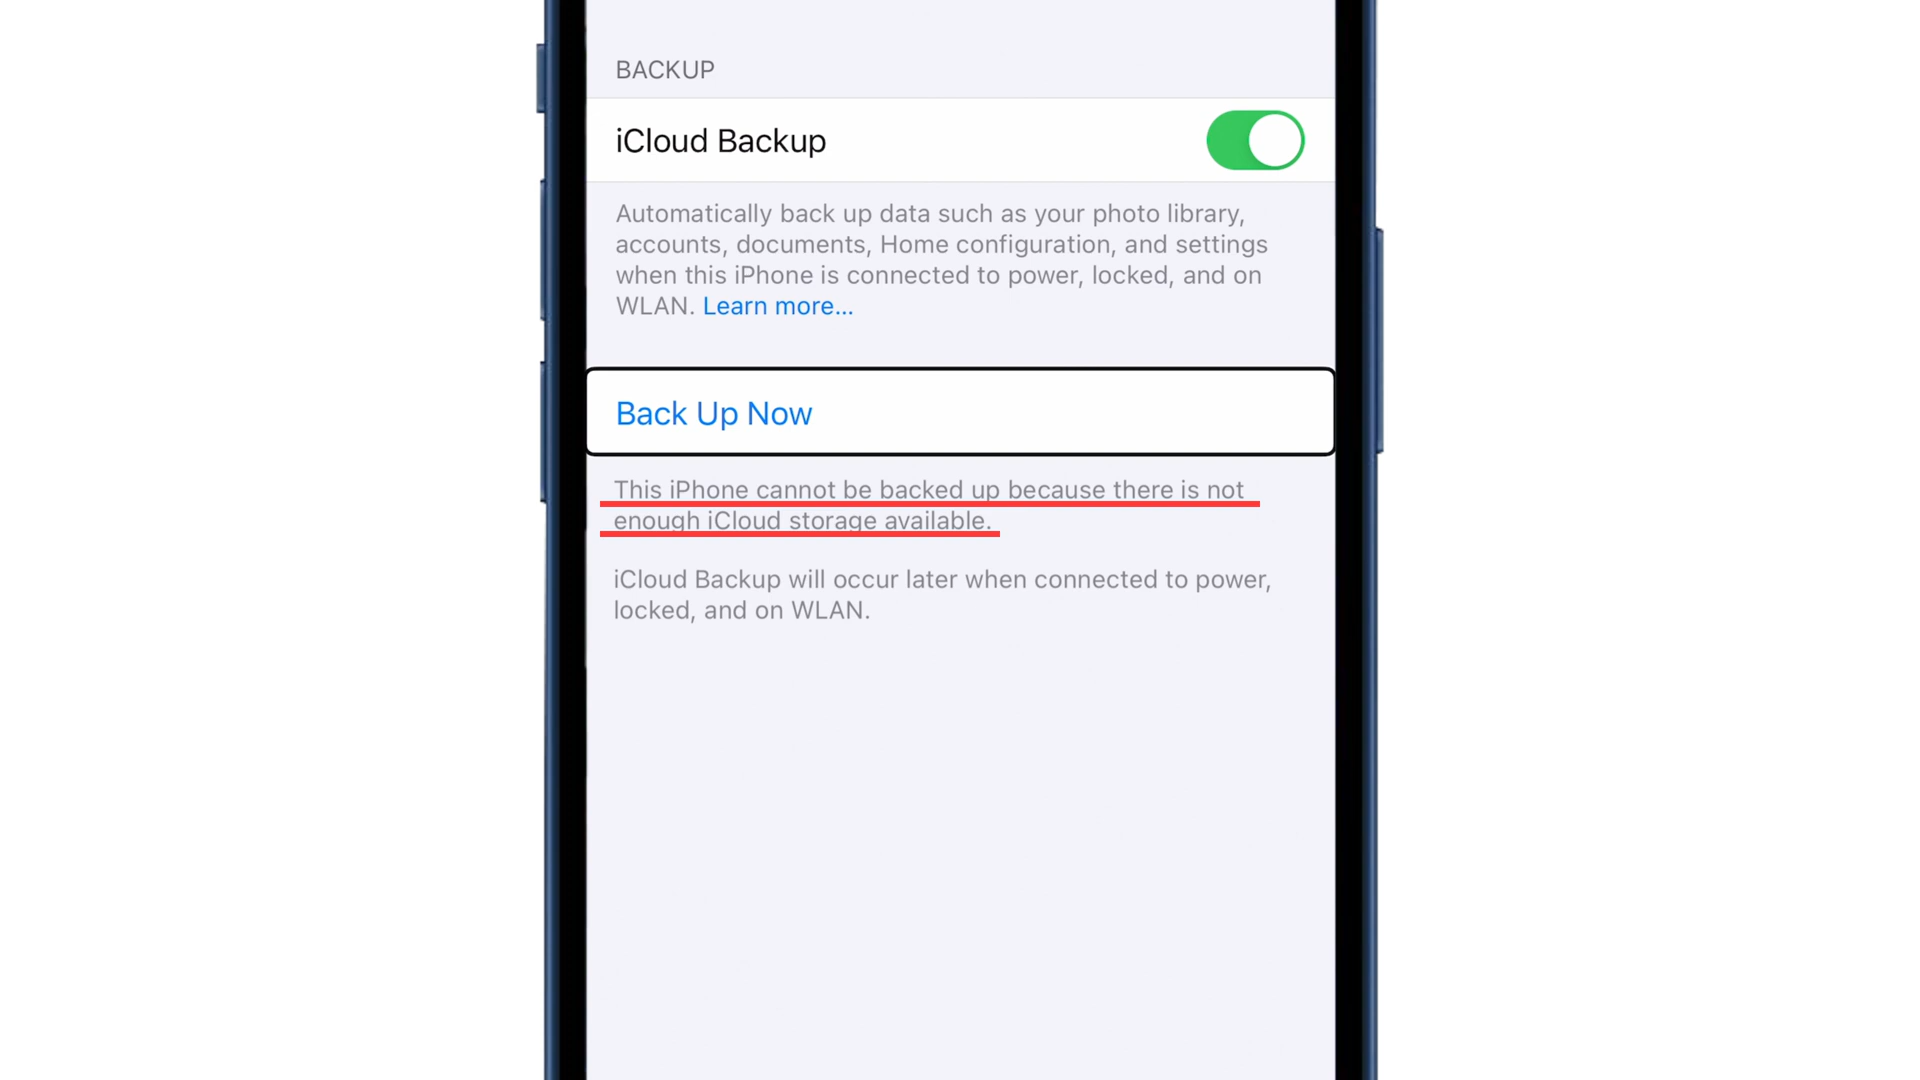 BACKUP
iCloud Backup
Automatically back up data such as your photo library,
accounts, documents, Home configuration, and settings
when this iPhone is connected to power, locked, and on
WLAN. Learn more...
Back Up Now
This iPhone cannot be backed up because there is not
enough iCloud storage available.
iCloud Backup will occur later when connected to power,
locked, and on WLAN.